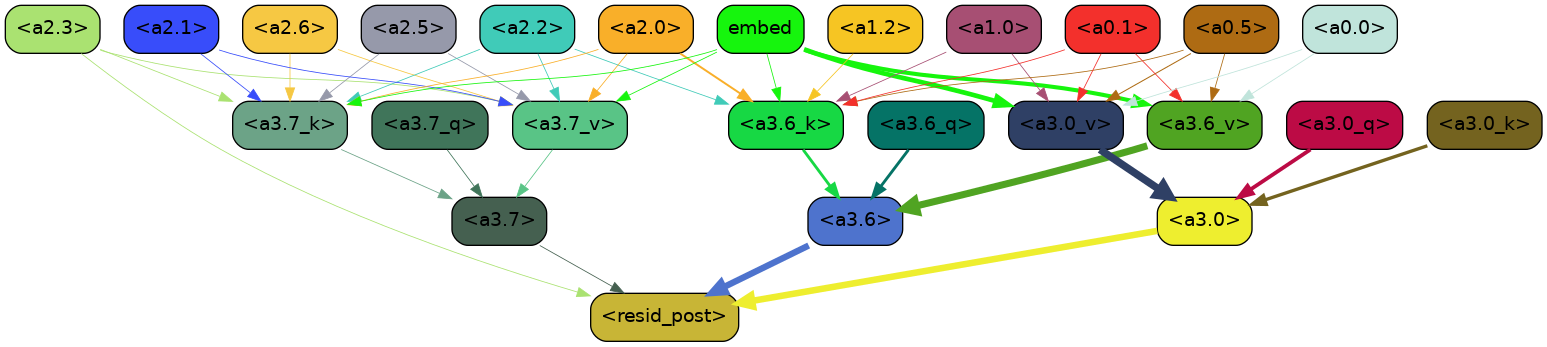 <a2.3> <a2.1> <a2.6> <a2.5> <a2.2> <a2.0> embed <a1.2> <a1.0> <a0.1> <a0.5> <a0.0>
<a3.7_k> <a3.7_q> <a3.7_v> <a3.6_k> <a3.6_q> <a3.0_v> <a3.6_v> <a3.0_q> <a3.0_k>
<a3.7> <a3.6> <a3.0>
<resid_post>